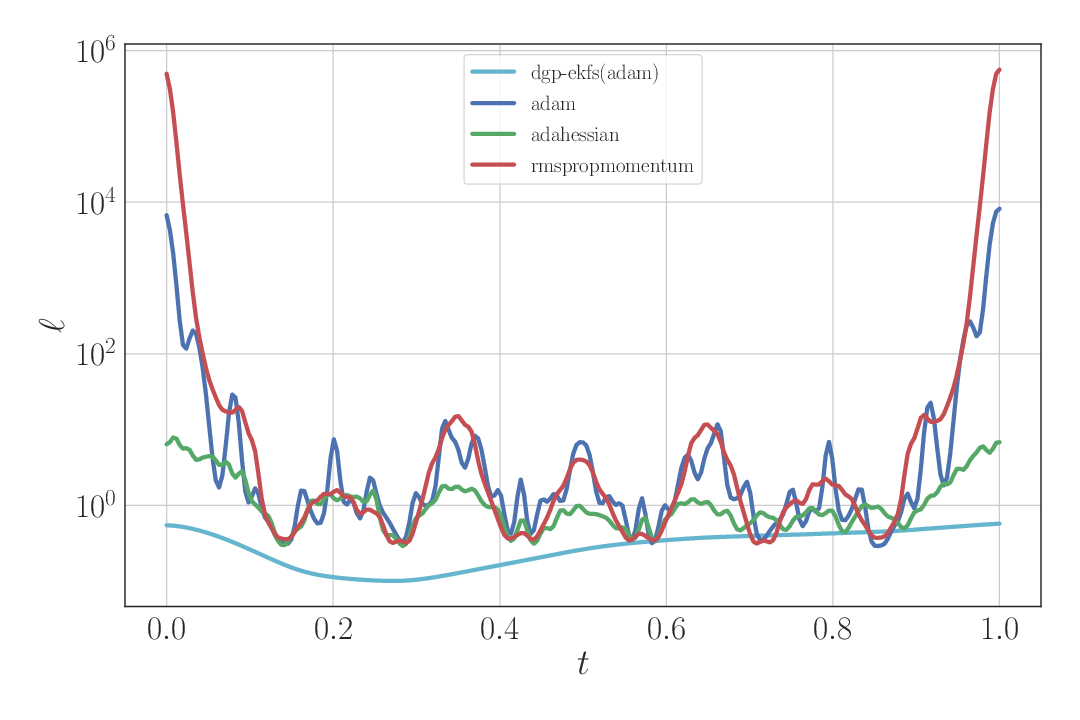 10^6
10^4
10^2
10^0
ℓ
dgp-ekfs(adam)
adam
adahessian
rmspropmomentum
0.0 0.2 0.4 0.6 0.8 1.0
t